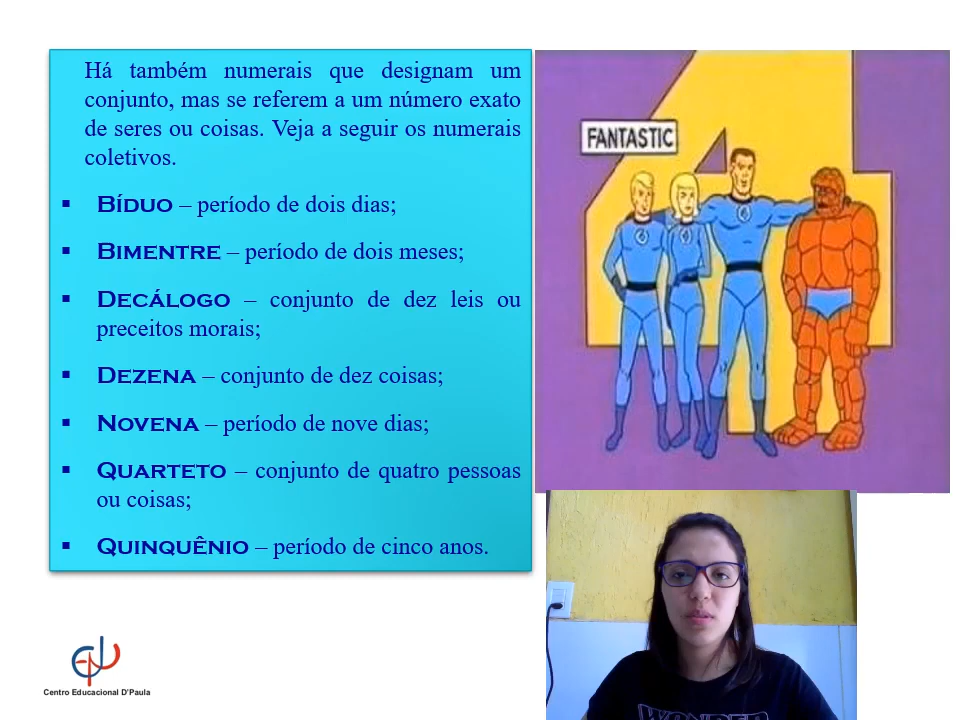 Há também numerais que designam um
conjunto, mas se referem a um número exato
de seres ou coisas. Veja a seguir os numerais
coletivos.
▪ BÍDUO – período de dois dias;
▪ BIMENTRE – período de dois meses;
▪ DECÁLOGO – conjunto de dez leis ou
preceitos morais;
▪ DEZENA – conjunto de dez coisas;
▪ NOVENA – período de nove dias;
▪ QUARTETO – conjunto de quatro pessoas
ou coisas;
▪ QUINQUÊNIO – período de cinco anos.
FANTASTIC
4
WONDER
Centro Educacional D'Paula